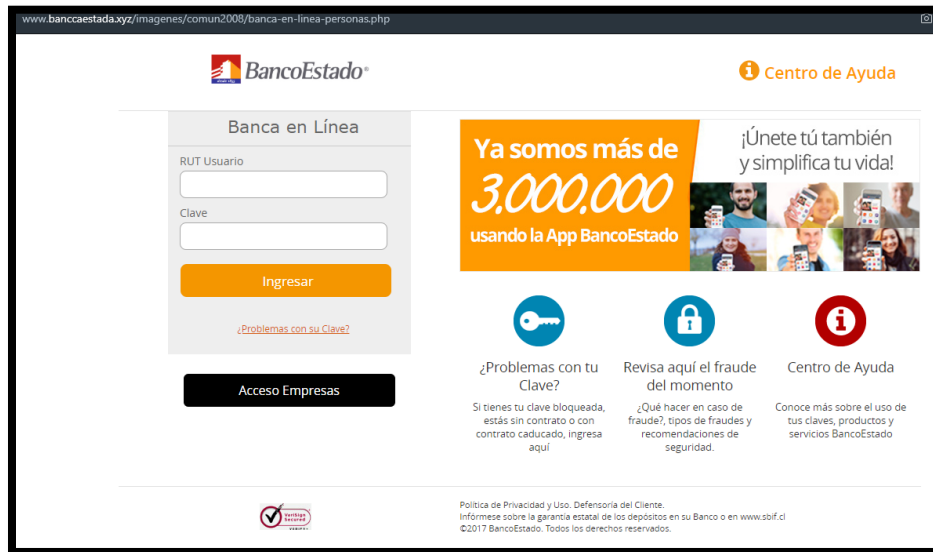 www.banccaestada.xyz/imagenes/comun2008/banca-en-linea-personas.php
BancoEstado®
Centro de Ayuda
Banca en Línea
RUT Usuario
Clave
Ingresar
¿Problemas con su Clave?
Acceso Empresas
Ya somos más de
3.000.000
usando la App BancoEstado
¡Únete tú también
y simplifica tu vida!
¿Problemas con tu
Clave?
Si tienes tu clave bloqueada,
estás sin contrato o con
contrato caducado, ingresa
aquí
Revisa aquí el fraude
del momento
¿Qué hacer en caso de
fraude?, tipos de fraudes y
recomendaciones de
seguridad.
Centro de Ayuda
Conoce más sobre el uso de
tus claves, productos y
servicios BancoEstado
VeriSign
Secured
Política de Privacidad y Uso. Defensoría del Cliente.
Infórmese sobre la garantía estatal de los depósitos en su Banco o en www.sbif.cl
©2017 BancoEstado. Todos los derechos reservados.